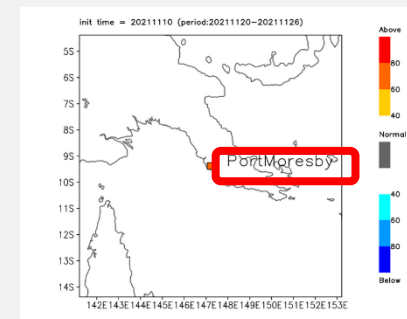 init time = 20211110 (period:20211120-20211126)
Above
5S
80
6S
60
7S
40
8S
Normal
9S
PortMoresby
10S
40
11S
60
12S
80
13S
Below
14S
142E 143E 144E 145E 146E 147E 148E 149E 150E 151E 152E 153E